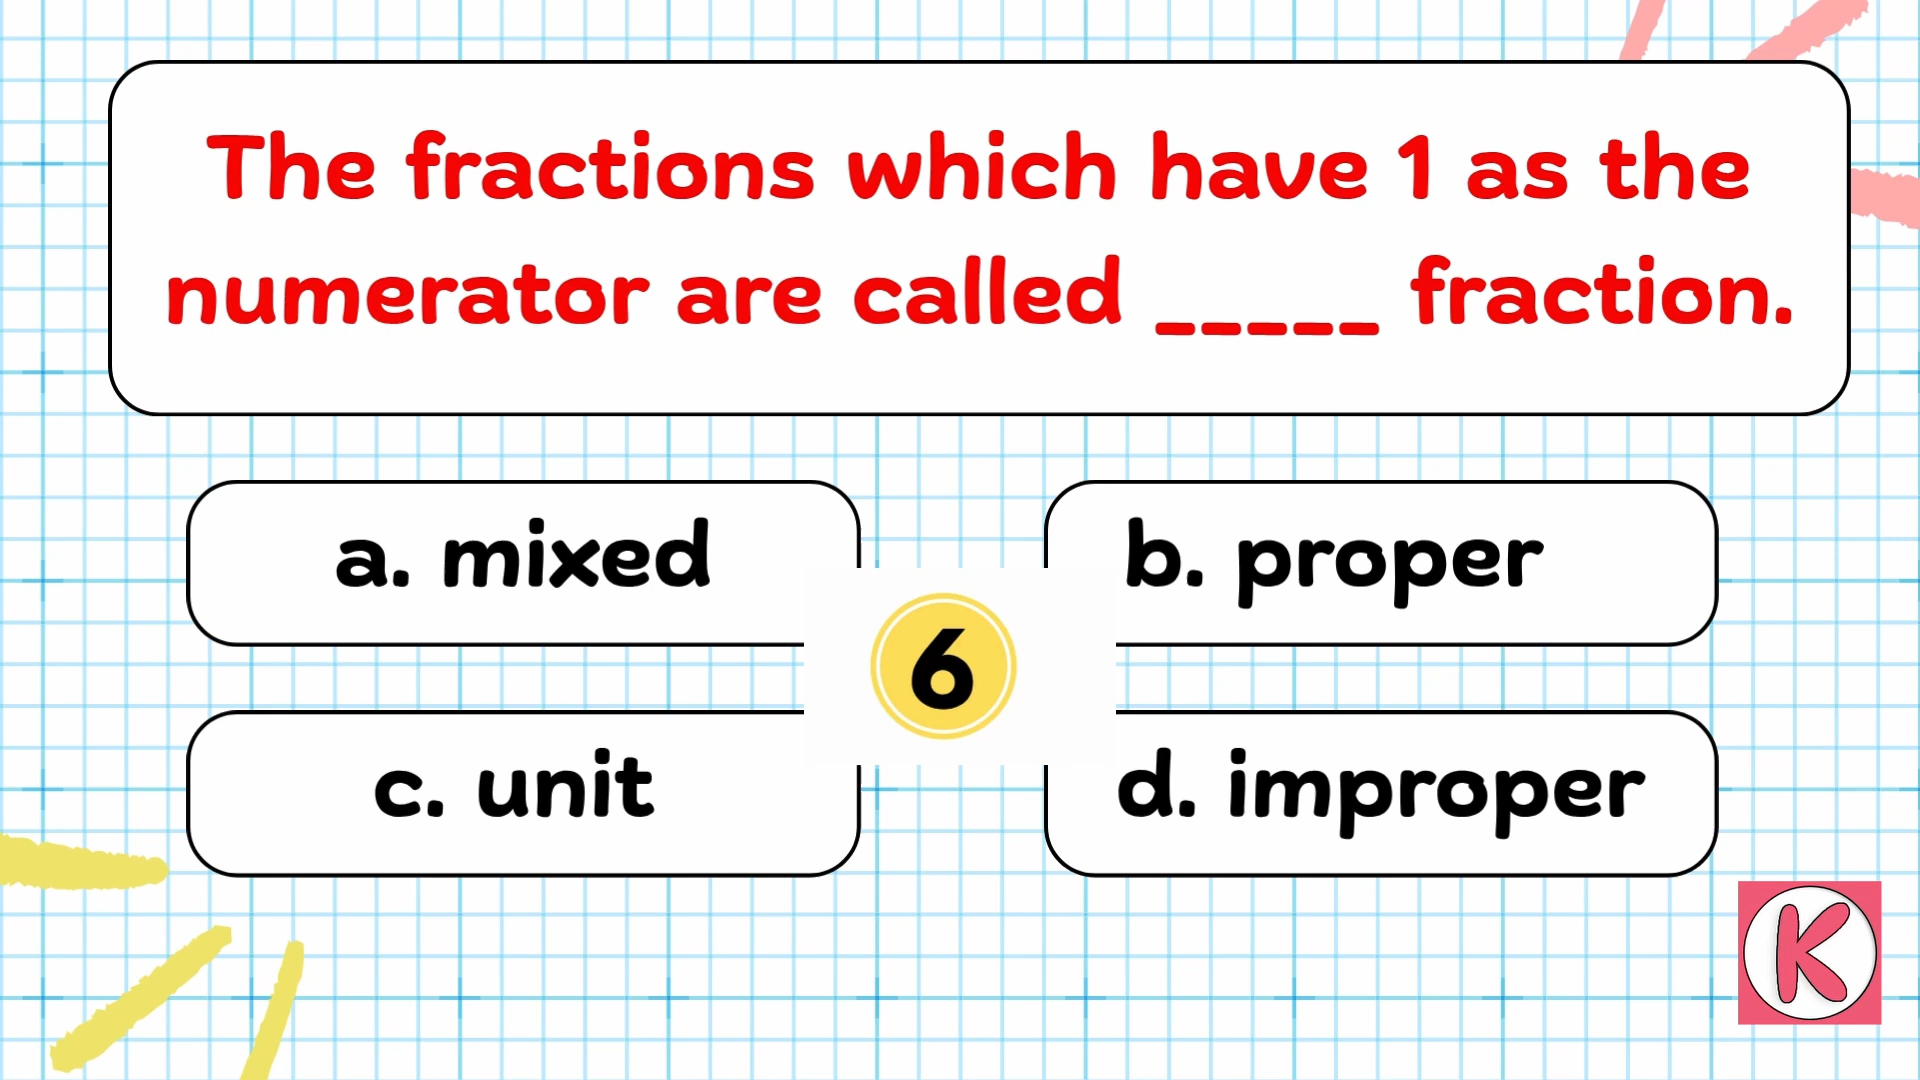 The fractions which have 1 as the
numerator are called _____ fraction.
a. mixed
b. proper
6
c. unit
d. improper
K